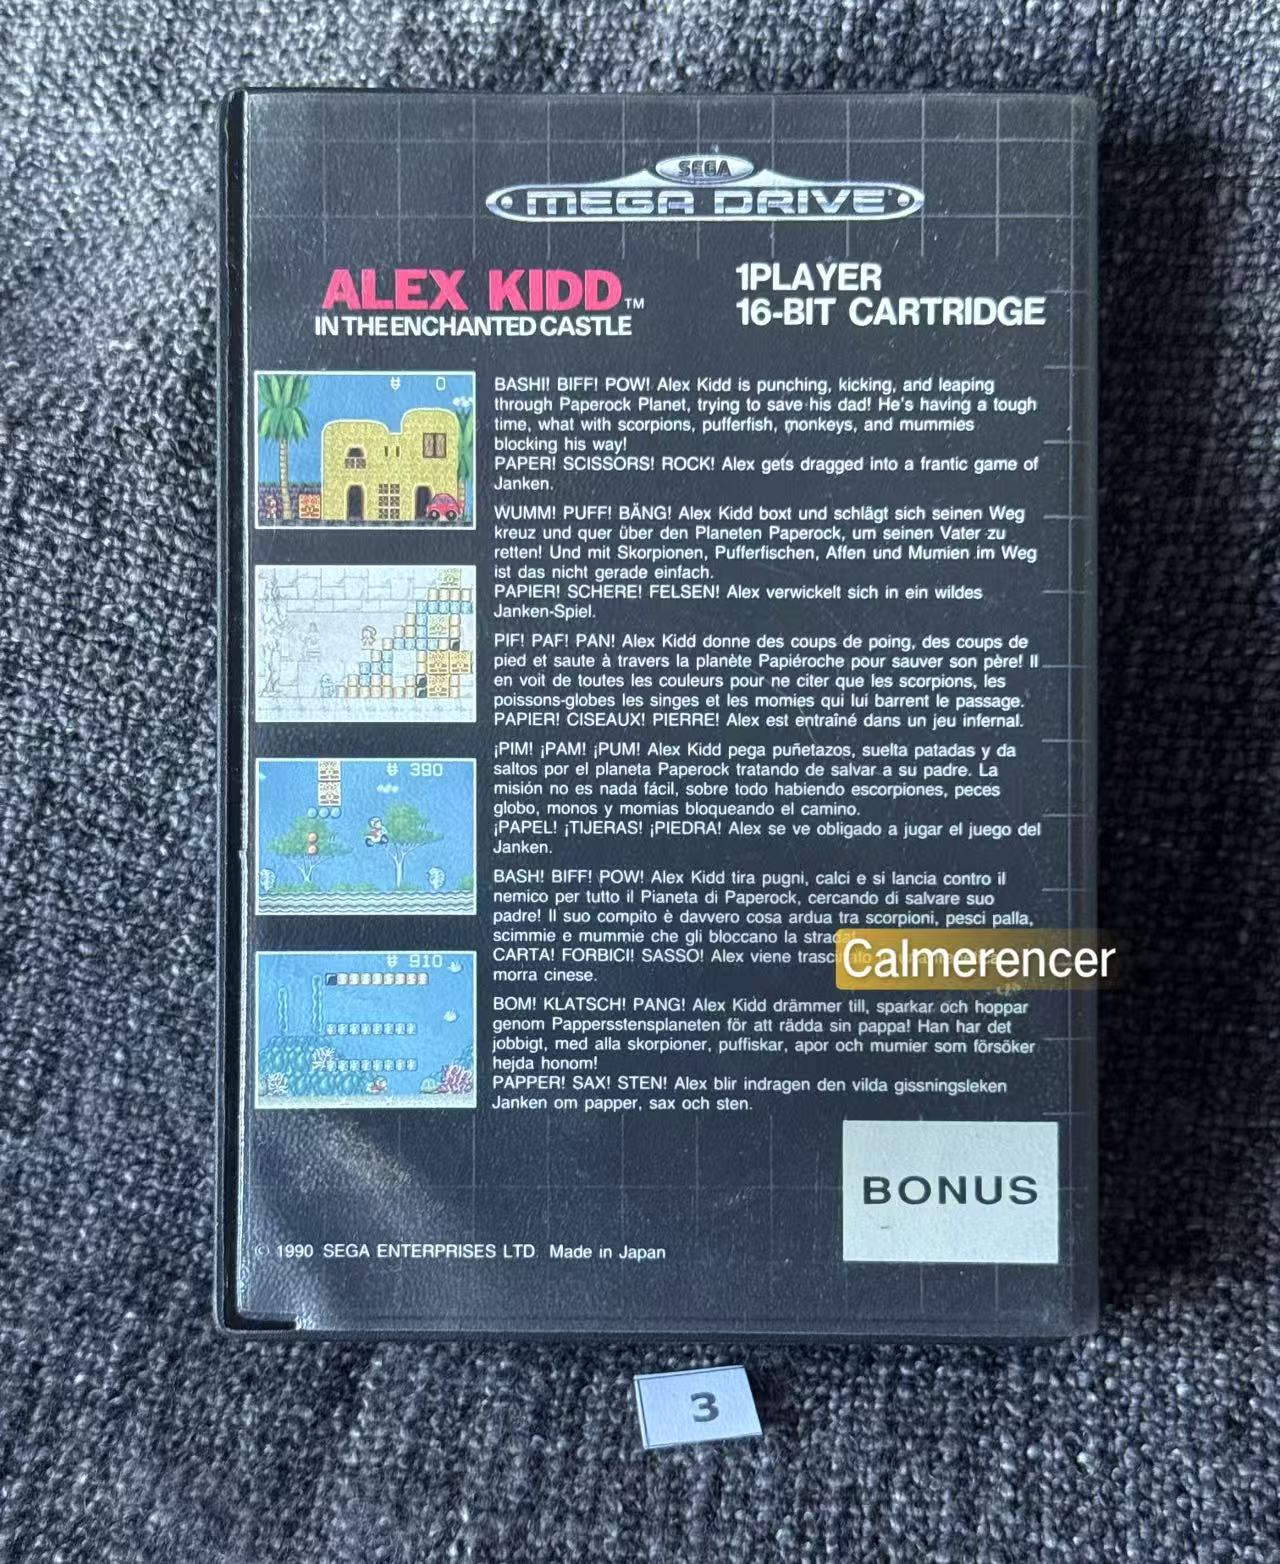 SEGA
MEGA DRIVE
ALEX KIDD™
IN THE ENCHANTED CASTLE
1PLAYER
16-BIT CARTRIDGE
0
BASHI! BIFF! POW! Alex Kidd is punching, kicking, and leaping
through Paperock Planet, trying to save his dad! He's having a tough
time, what with scorpions, pufferfish, monkeys, and mummies
blocking his way!
PAPER! SCISSORS! ROCK! Alex gets dragged into a frantic game of
Janken.
WUMM! PUFF! BÄNG! Alex Kidd boxt und schlägt sich seinen Weg
kreuz und quer über den Planeten Paperock, um seinen Vater zu
retten! Und mit Skorpionen, Pufferfischen, Affen und Mumien im Weg
ist das nicht gerade einfach.
PAPIER! SCHERE! FELSEN! Alex verwickelt sich in ein wildes
Janken-Spiel.
PIF! PAF! PAN! Alex Kidd donne des coups de poing, des coups de
pied et saute à travers la planète Papiéroche pour sauver son père! Il
en voit de toutes les couleurs pour ne citer que les scorpions, les
poissons-globes les singes et les momies qui lui barrent le passage.
PAPIER! CISEAUX! PIERRE! Alex est entraîné dans un jeu infernal.
390
¡PIM! ¡PAM! ¡PUM! Alex Kidd pega puñetazos, suelta patadas y da
saltos por el planeta Paperock tratando de salvar a su padre. La
misión no es nada fácil, sobre todo habiendo escorpiones, peces
globo, monos y momias bloqueando el camino.
¡PAPEL! ¡TIJERAS! ¡PIEDRA! Alex se ve obligado a jugar el juego del
Janken.
BASH! BIFF! POW! Alex Kidd tira pugni, calci e si lancia contro il
nemico per tutto il Pianeta di Paperock, cercando di salvare suo
padre! Il suo compito è davvero cosa ardua tra scorpioni, pesci palla,
scimmie e mummie che gli bloccano la strada!
CARTA! FORBICI! SASSO! Alex viene
morra cinese.
Calmerencer
910
BOM! KLATSCH! PANG! Alex Kidd drämmer till, sparkar och hoppar
genom Pappersstensplaneten för att rädda sin pappa! Han har det
jobbigt, med alla skorpioner, puffiskar, apor och mumier som försöker
hejda honom!
PAPPER! SAX! STEN! Alex blir indragen den vilda gissningsleken
Janken om papper, sax och sten.
BONUS
© 1990 SEGA ENTERPRISES LTD. Made in Japan
3